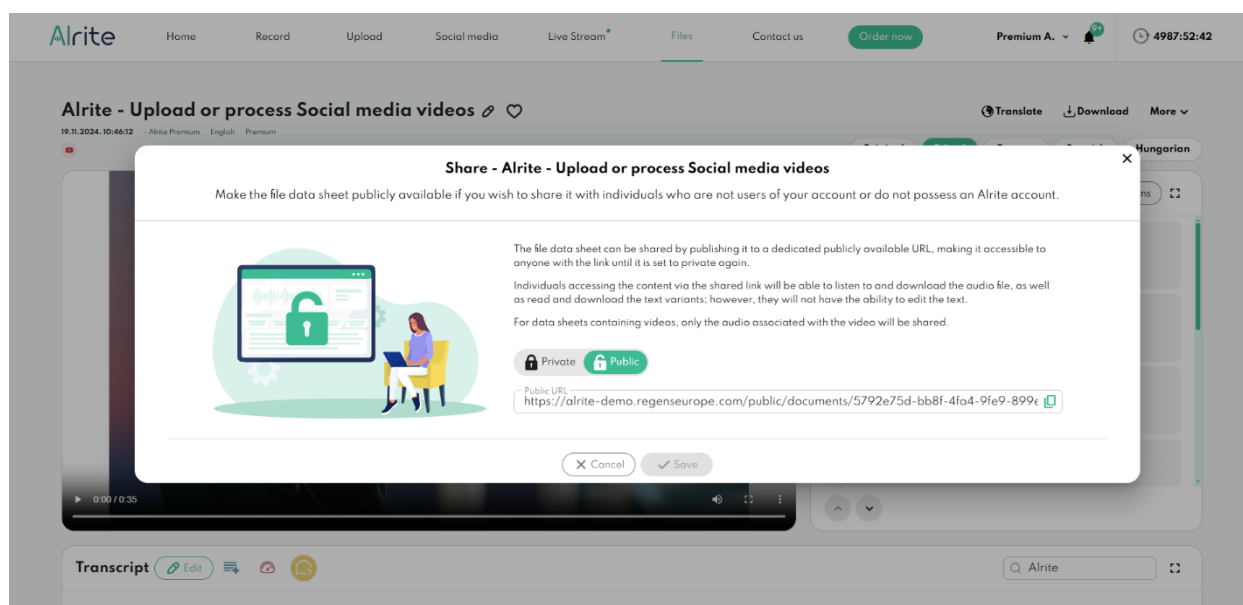 Alrite
Home Record Upload Social media Live Stream Files Contact us Order now Premium A. 9+ 4987:52:42
Alrite - Upload or process Social media videos
Translate Download More
19.11.2024. 10:46:12 - Alrite Premium English Premium
Hungarian
Share - Alrite - Upload or process Social media videos
Make the file data sheet publicly available if you wish to share it with individuals who are not users of your account or do not possess an Alrite account.
The file data sheet can be shared by publishing it to a dedicated publicly available URL, making it accessible to
anyone with the link until it is set to private again.
Individuals accessing the content via the shared link will be able to listen to and download the audio file, as well
as read and download the text variants; however, they will not have the ability to edit the text.
For data sheets containing videos, only the audio associated with the video will be shared.
Private Public
Public URL
https://alrite-demo.regenseurope.com/public/documents/5792e75d-bb8f-4fa4-9fe9-899e
Cancel Save
0:00 / 0:35
Transcript Edit Alrite